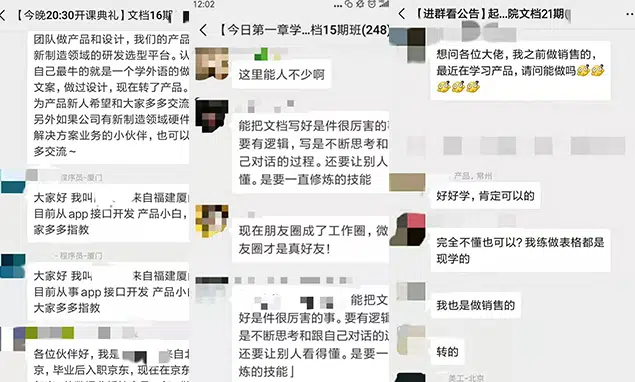 【今晚20:30开课典礼】文档16期
团队做产品和设计，我们的产品
新制造领域的研发选型平台。认
自己最牛的就是一个学外语的做
文案，做过设计，现在转了产品。
为产品新人希望和大家多多交流
另外如果公司有新制造领域硬件
解决方案业务的小伙伴，也可以
多交流～
程序员-厦门
大家好 我叫 来自福建厦
目前从app接口开发 产品小白，
家多多指教
程序员-厦门
大家好 我叫 来自福建厦
目前从事app接口开发 产品小
大家多多指教
各位伙伴好，我是 来自北
京，毕业后入职京东，现在在京东
12:02
【今日第一章学...档15期班(248)
这里能人不少啊
能把文档写好是件很厉害的事
要有逻辑，写是不断思考和
己对话的过程。还要让别人
懂。是要一直修炼的技能
现在朋友圈成了工作圈，微
友圈才是真好友！
能把文
好是件很厉害的事。要有逻辑
是不断思考和跟自己对话的过
还要让别人看得懂。是要一
炼的技能」
【进群看公告】起...院文档21期
想问各位大佬，我之前做销售的，
最近在学习产品，请问能做吗
产品，常州
好好学，肯定可以的
完全不懂也可以？我练做表格都是
现学的
我也是做销售的
转的
美工-北京